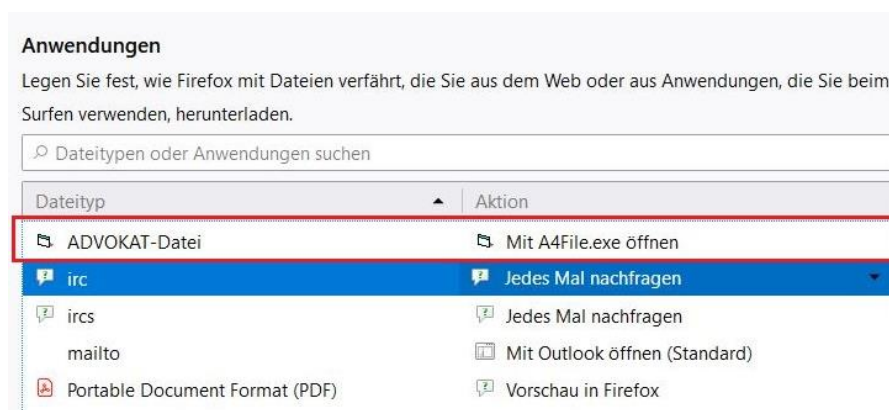 Anwendungen
Legen Sie fest, wie Firefox mit Dateien verfährt, die Sie aus dem Web oder aus Anwendungen, die Sie beim
Surfen verwenden, herunterladen.
Dateitypen oder Anwendungen suchen
Dateityp Aktion
ADVOKAT-Datei Mit A4File.exe öffnen
irc Jedes Mal nachfragen
ircs Jedes Mal nachfragen
mailto Mit Outlook öffnen (Standard)
Portable Document Format (PDF) Vorschau in Firefox